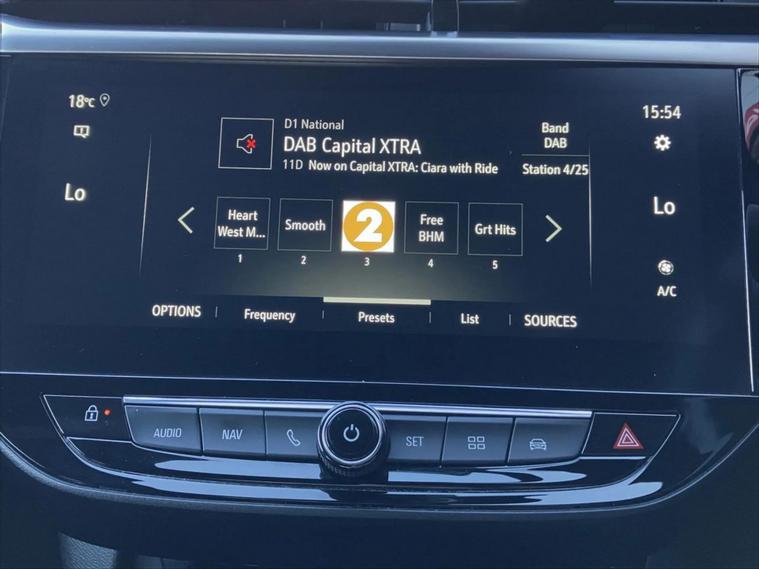 18°C
15:54
D1 National
DAB Capital XTRA
11D Now on Capital XTRA: Ciara with Ride
Band
DAB
Station 4/25
Lo
Lo
Heart
West M...
Smooth
2
Free
BHM
Grt Hits
1
2
3
4
5
A/C
OPTIONS
Frequency
Presets
List
SOURCES
AUDIO
NAV
SET